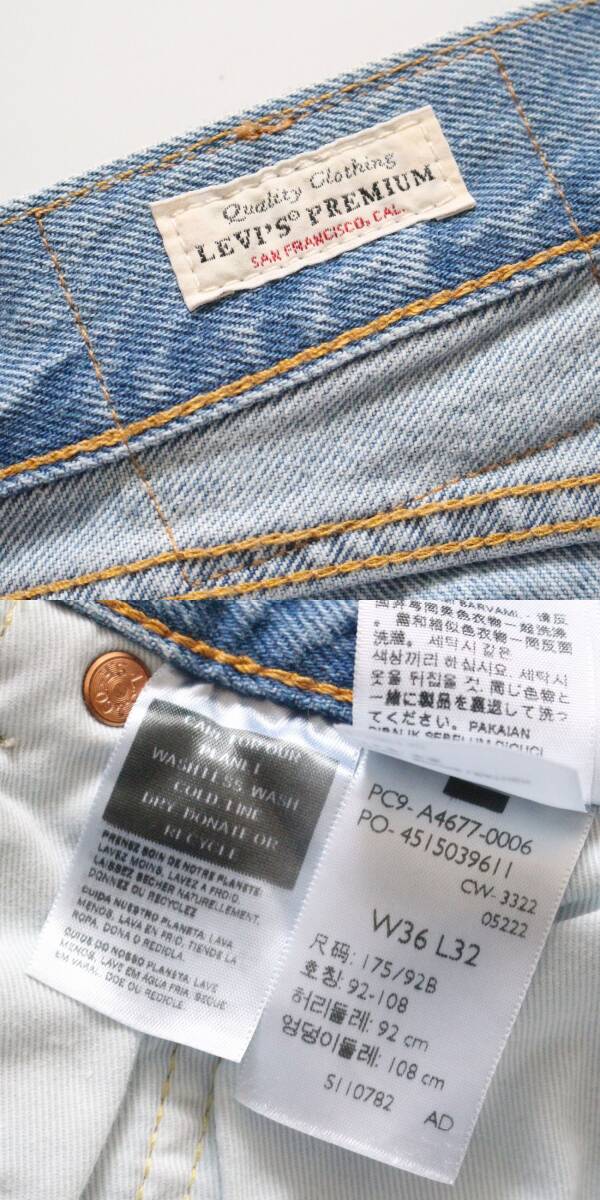 Quality Clothing
LEVI'S® PREMIUM
SAN FRANCISCO, CAL.
CARE FOR OUR
PLANET
WASH LESS WASH
COLD LINE
DRY DONATE OR
RECYCLE
PRENEZ SOIN DE NOTRE PLANETE:
LAVEZ MOINS, LAVEZ A FROID,
LAISSEZ SECHER NATURELLEMENT,
DONNEZ OU RECYCLEZ
CUIDA NUESTRO PLANETA: LAVA
MENOS, LAVA EN FRIO, TIENDE LA
ROPA, DONA O RECICLA.
CUIDE DO NOSSO PLANETA: LAVE
MENOS, LAVE EM ÁGUA FRIA, SEQUE
EM VARAL, DOE OU RECICLE.
BARVAMI. 请反
洗滌。세탁시 같은
색상끼리 하십시요. 세탁시
옷을 뒤집을 것. 同じ色物と
一緒に製品を裏返して洗っ
てください。PAKAIAN
PC9- A4677-0006
PO- 4515039611
CW- 3322
05222
W36 L32
尺码: 175/92B
호칭: 92-108
허리둘레: 92 cm
엉덩이둘레: 108 cm
S110782 AD